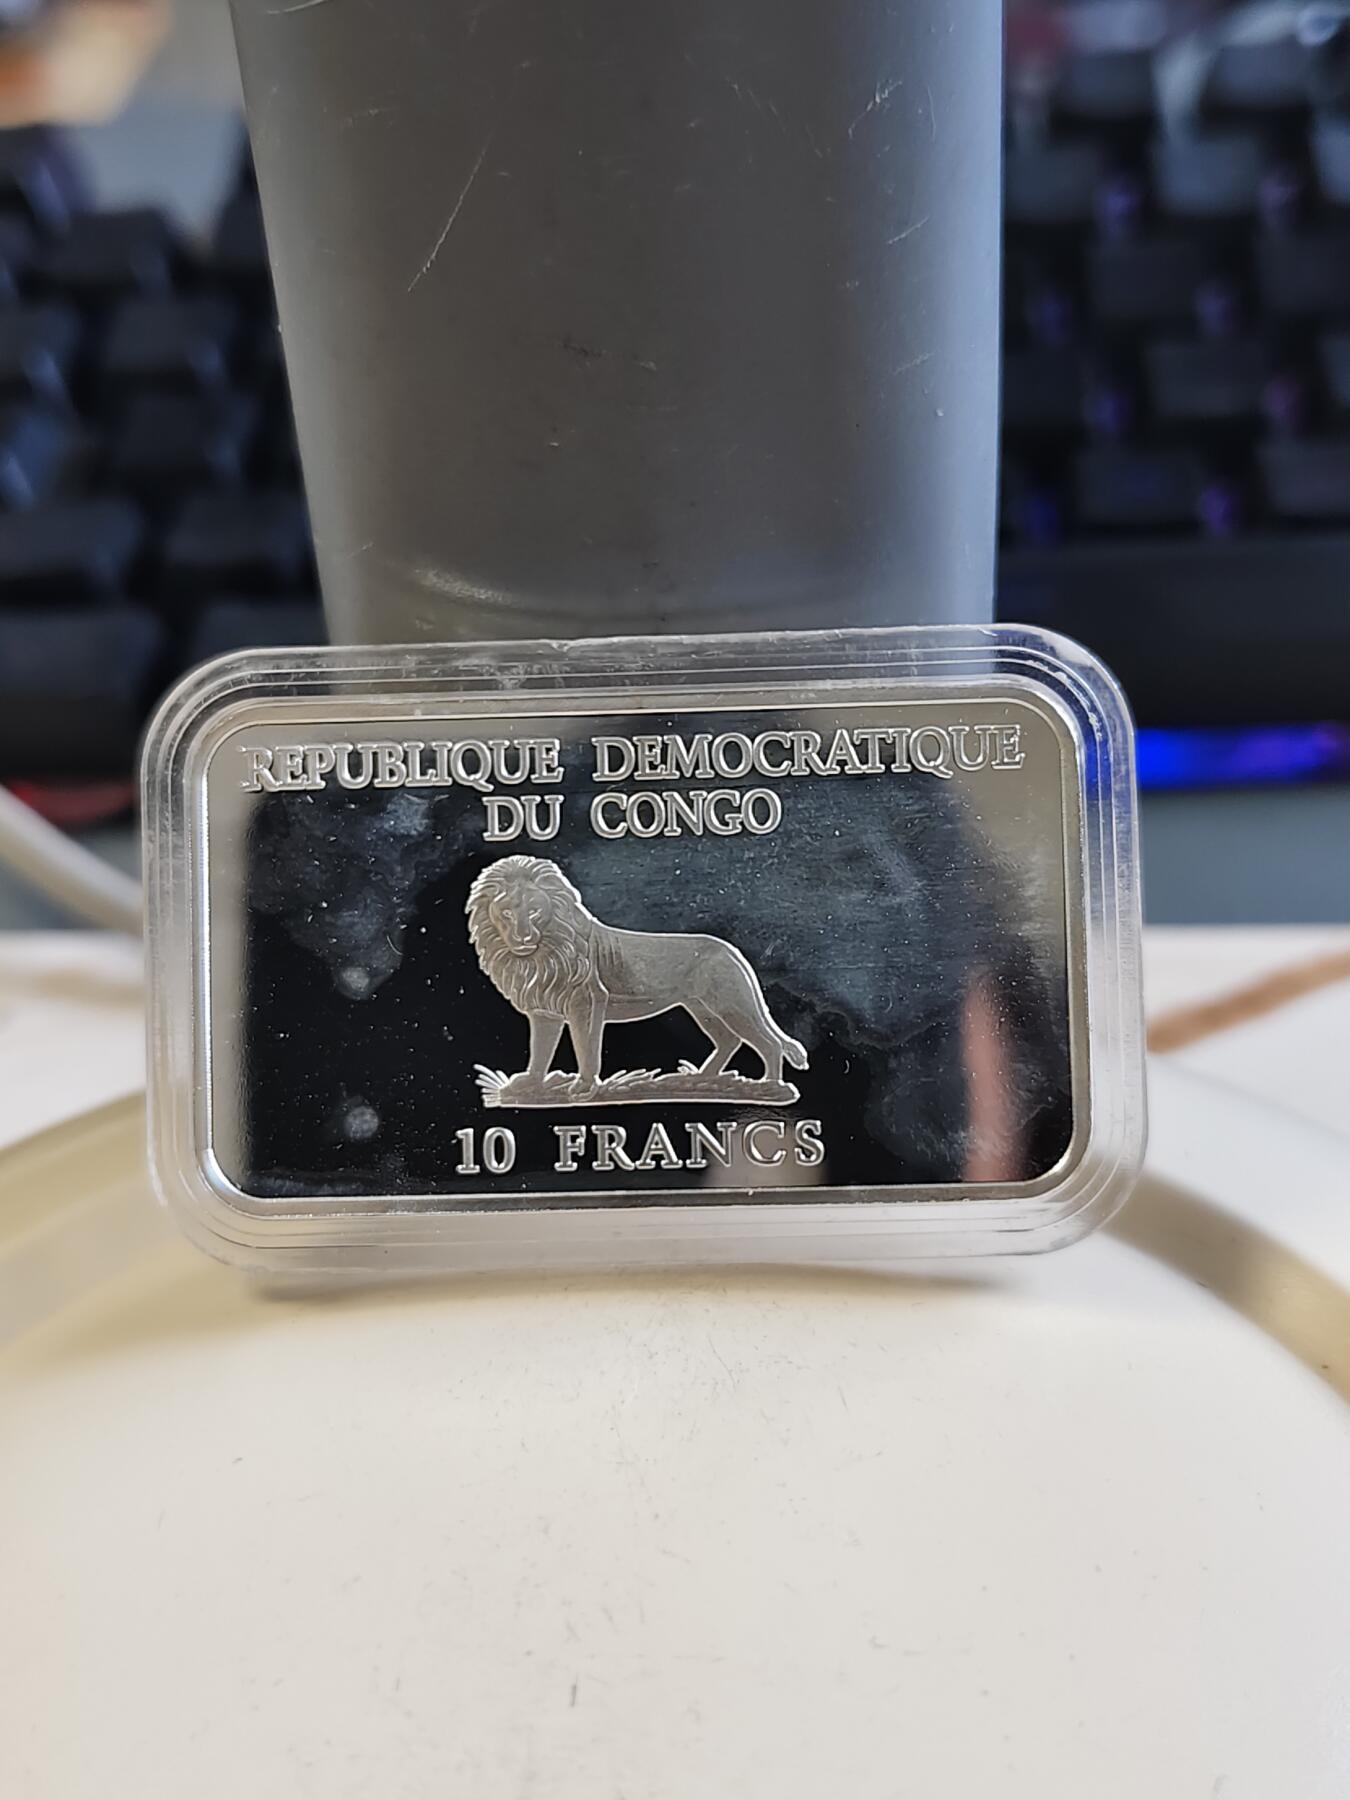 REPUBLIQUE DEMOCRATIQUE
DU CONGO
10 FRANCS